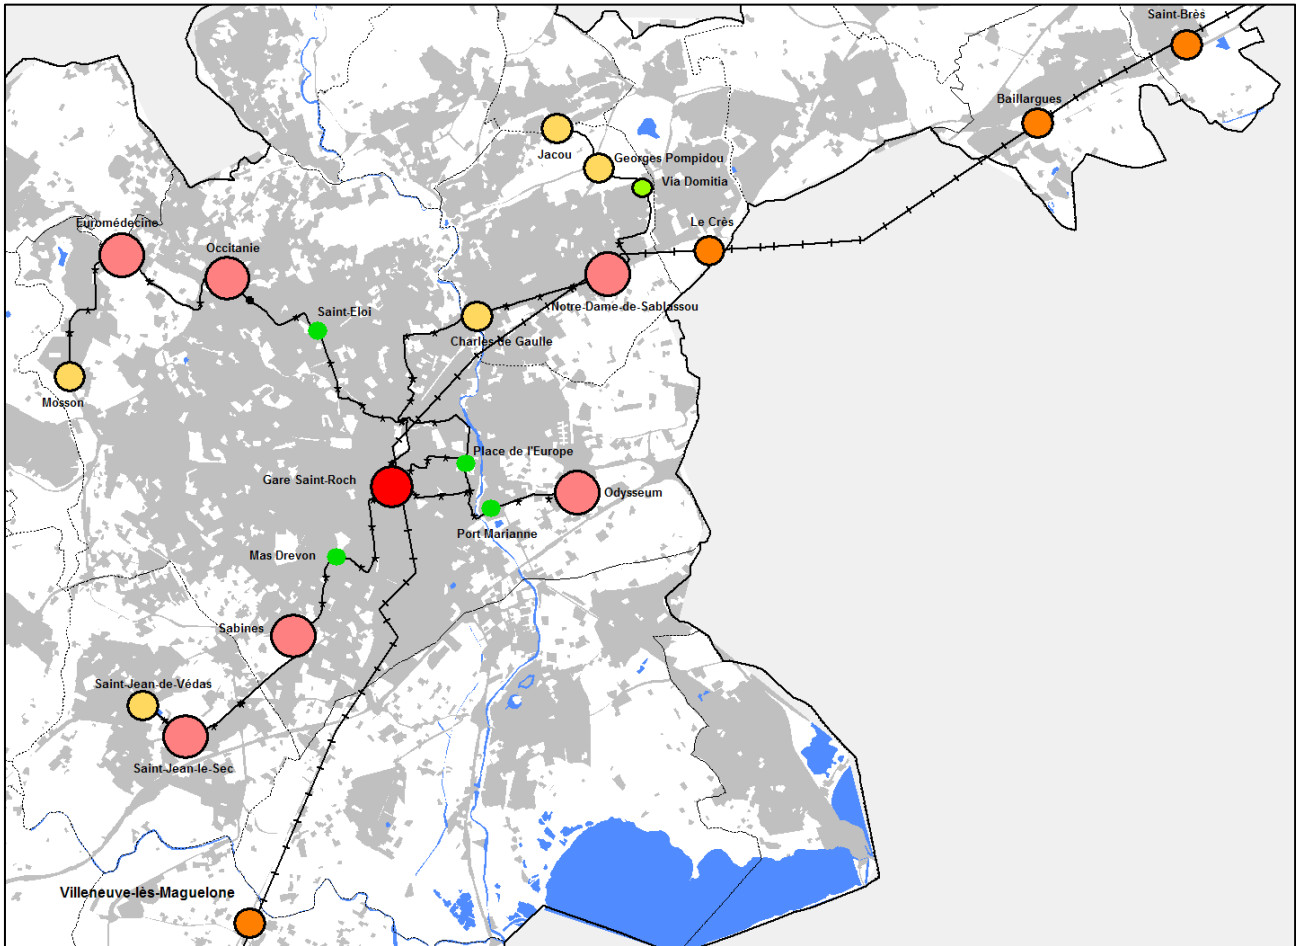 Saint-Brès
Baillargues
Jacou
Georges Pompidou
Via Domitia
Le Crès
Euromédecine
Occitanie
Notre-Dame-de-Sablassou
Saint-Eloi
Charles de Gaulle
Mosson
Place de l'Europe
Gare Saint-Roch
Odysseum
Port Marianne
Mas Drevon
Sabines
Saint-Jean-de-Védas
Saint-Jean-le-Sec
Villeneuve-lès-Maguelone